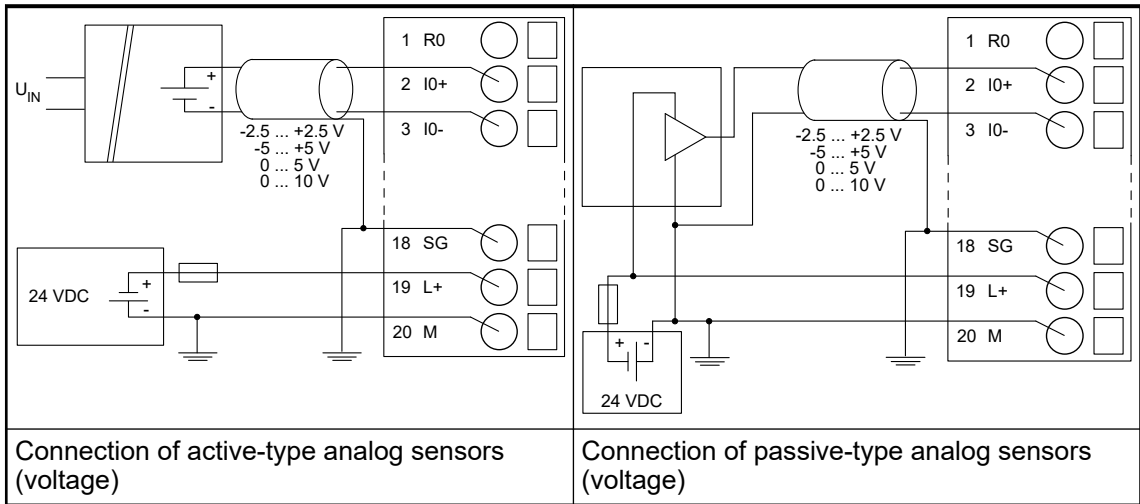 1 R0
2 I0+
3 I0-
U_IN
+
-
-2.5 ... +2.5 V
-5 ... +5 V
0 ... 5 V
0 ... 10 V
18 SG
19 L+
20 M
24 VDC
+
-
Connection of active-type analog sensors
(voltage)
1 R0
2 I0+
3 I0-
-2.5 ... +2.5 V
-5 ... +5 V
0 ... 5 V
0 ... 10 V
18 SG
19 L+
20 M
+ -
24 VDC
Connection of passive-type analog sensors
(voltage)